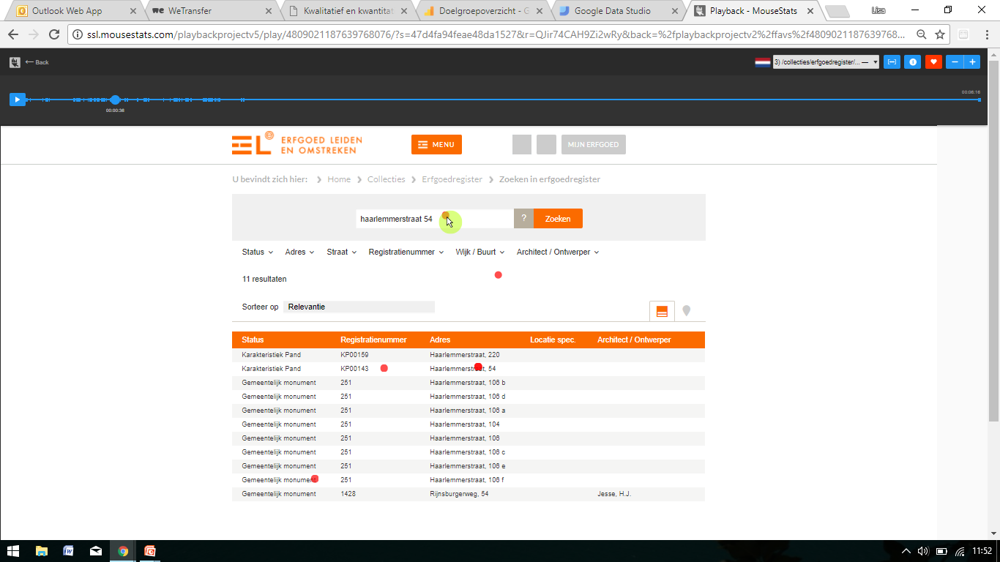 Outlook Web App
WeTransfer
Kwalitatief en kwantitat
Doelgroepoverzicht - G
Google Data Studio
Playback - MouseStats
Lisa
ssl.mousestats.com/playbackprojectv5/play/4809021187639768076/?s=47d4fa94feae48da1527&r=QJir74CAH9Zi2wRy&back=%2fplaybackprojectv2%2ffavs%2f4809021187639768...
Back
3) /collecties/erfgoedregister/... —
00:06:16
00:00:36
ERFGOED LEIDEN
EN OMSTREKEN
MENU
MIJN ERFGOED
U bevindt zich hier: Home Collecties Erfgoedregister Zoeken in erfgoedregister
haarlemmerstraat 54 ? Zoeken
Status Adres Straat Registratienummer Wijk / Buurt Architect / Ontwerper
11 resultaten
Sorteer op Relevantie
Status Registratienummer Adres Locatie spec. Architect / Ontwerper
Karakteristiek Pand KP00159 Haarlemmerstraat, 220
Karakteristiek Pand KP00143 Haarlemmerstraat, 54
Gemeentelijk monument 251 Haarlemmerstraat, 106 b
Gemeentelijk monument 251 Haarlemmerstraat, 106 d
Gemeentelijk monument 251 Haarlemmerstraat, 106 a
Gemeentelijk monument 251 Haarlemmerstraat, 104
Gemeentelijk monument 251 Haarlemmerstraat, 106
Gemeentelijk monument 251 Haarlemmerstraat, 106 c
Gemeentelijk monument 251 Haarlemmerstraat, 106 e
Gemeentelijk monument 251 Haarlemmerstraat, 106 f
Gemeentelijk monument 1428 Rijnsburgerweg, 54 Jesse, H.J.
11:52